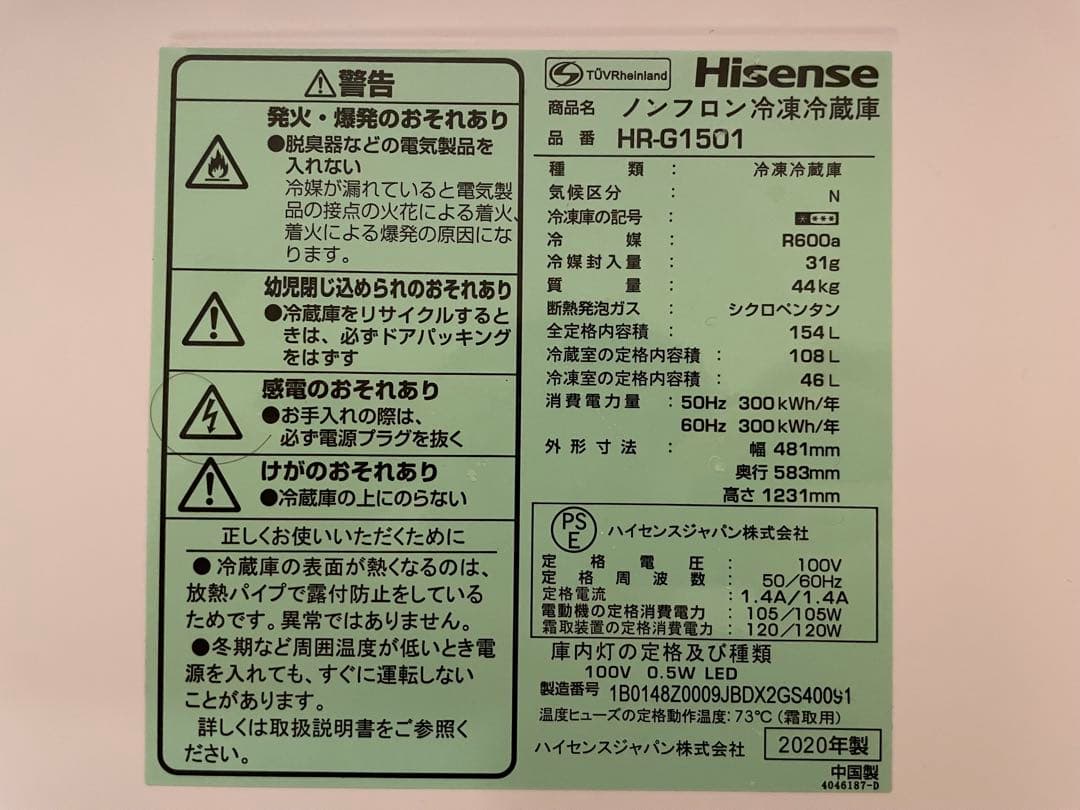 警告
発火・爆発のおそれあり
●脱臭器などの電気製品を
入れない
冷媒が漏れていると電気製
品の接点の火花による着火、
着火による爆発の原因にな
ります。
幼児閉じ込められのおそれあり
●冷蔵庫をリサイクルすると
きは、必ずドアパッキング
をはずす
感電のおそれあり
●お手入れの際は、
必ず電源プラグを抜く
けがのおそれあり
●冷蔵庫の上にのらない
正しくお使いいただくために
●冷蔵庫の表面が熱くなるのは、
放熱パイプで露付防止をしている
ためです。異常ではありません。
●冬期など周囲温度が低いとき電
源を入れても、すぐに運転しない
ことがあります。
詳しくは取扱説明書をご参照く
ださい。
TÜVRheinland Hisense
商品名 ノンフロン冷凍冷蔵庫
品番 HR-G1501
種類：冷凍冷蔵庫
気候区分：N
冷凍庫の記号：* ***
冷媒：R600a
冷媒封入量：31g
質量：44kg
断熱発泡ガス：シクロペンタン
全定格内容積：154L
冷蔵室の定格内容積：108L
冷凍室の定格内容積：46L
消費電力量：50Hz 300kWh/年
60Hz 300kWh/年
外形寸法：幅 481mm
奥行 583mm
高さ 1231mm
PSE ハイセンスジャパン株式会社
定格電圧：100V
定格周波数：50/60Hz
定格電流：1.4A/1.4A
電動機の定格消費電力：105/105W
霜取装置の定格消費電力：120/120W
庫内灯の定格及び種類
100V 0.5W LED
製造番号 1B0148Z0009JBDX2GS40091
温度ヒューズの定格動作温度:73℃(霜取用)
ハイセンスジャパン株式会社 2020年製
中国製
4046187-D